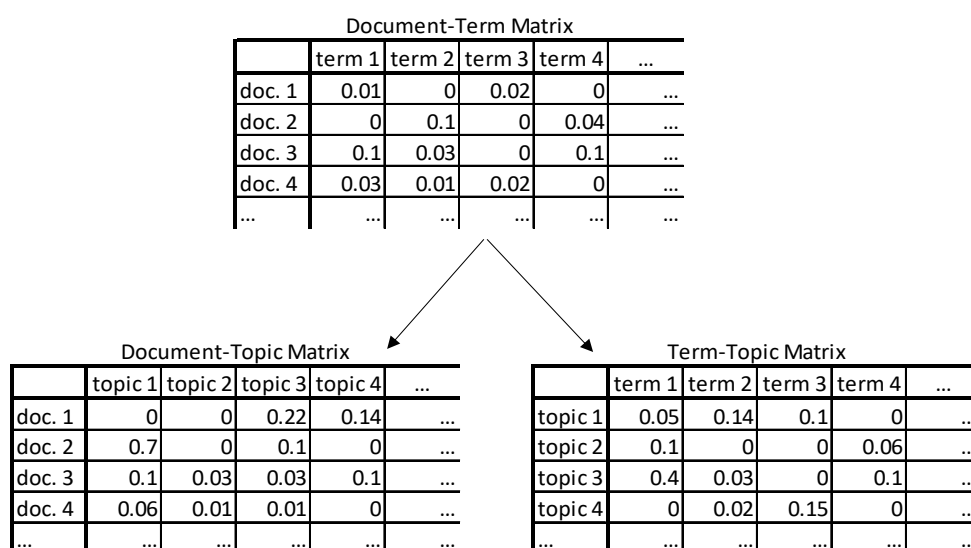 Document-Term Matrix
term 1 term 2 term 3 term 4 ...
doc. 1 0.01 0 0.02 0 ...
doc. 2 0 0.1 0 0.04 ...
doc. 3 0.1 0.03 0 0.1 ...
doc. 4 0.03 0.01 0.02 0 ...
... ... ... ... ... ...
Document-Topic Matrix
topic 1 topic 2 topic 3 topic 4 ...
doc. 1 0 0 0.22 0.14 ...
doc. 2 0.7 0 0.1 0 ...
doc. 3 0.1 0.03 0.03 0.1 ...
doc. 4 0.06 0.01 0.01 0 ...
... ... ... ... ... ...
Term-Topic Matrix
term 1 term 2 term 3 term 4 ...
topic 1 0.05 0.14 0.1 0 ...
topic 2 0.1 0 0 0.06 ...
topic 3 0.4 0.03 0 0.1 ...
topic 4 0 0.02 0.15 0 ...
... ... ... ... ... ...